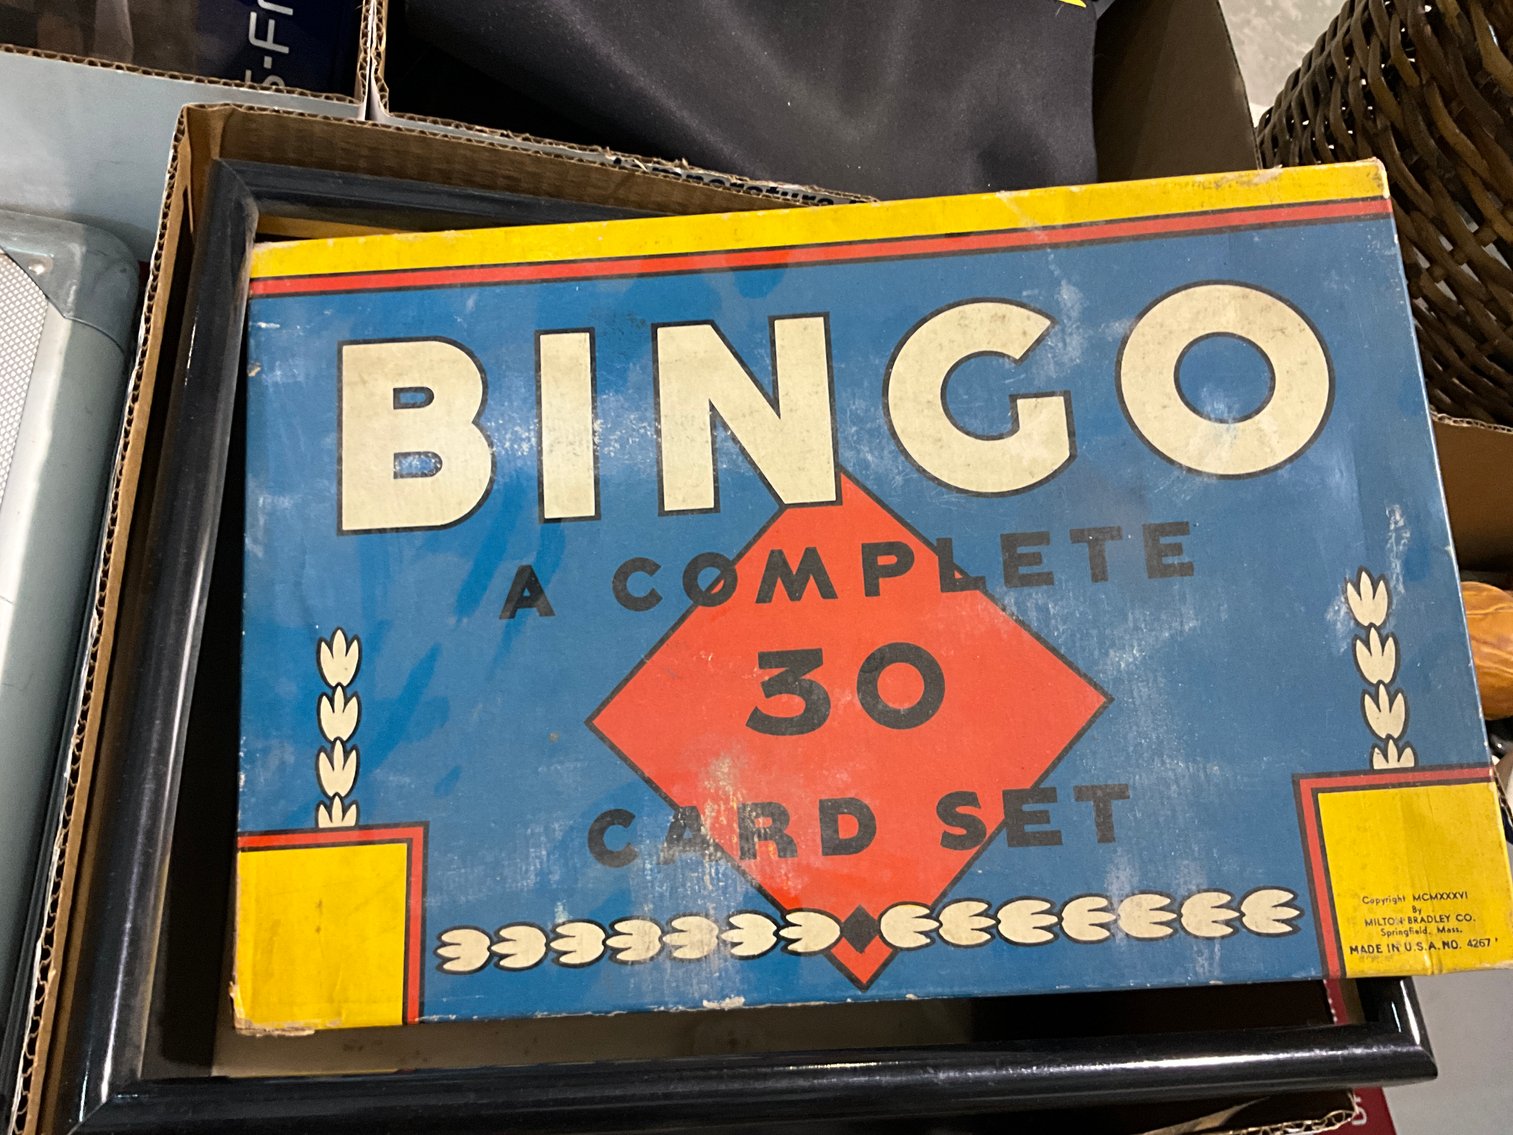 BINGO
A COMPLETE
30
CARD SET
Copyright MCMXXXVI
By
MILTON BRADLEY CO.
Springfield, Mass.
MADE IN U.S.A. NO. 4267